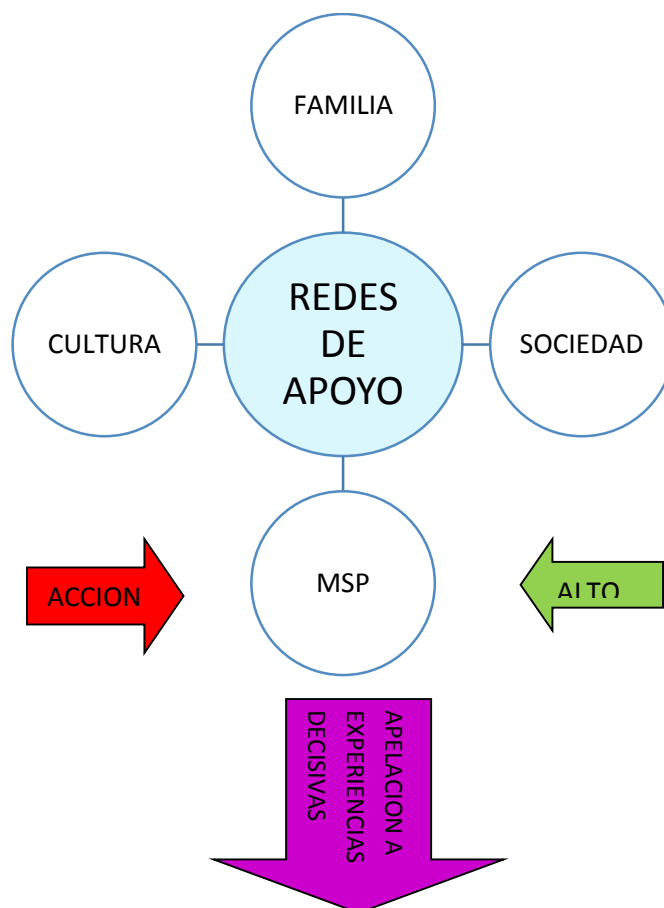 FAMILIA
CULTURA
REDES
DE
APOYO
SOCIEDAD
ACCION
MSP
ALTO
APELACION A
EXPERIENCIAS
DECISIVAS